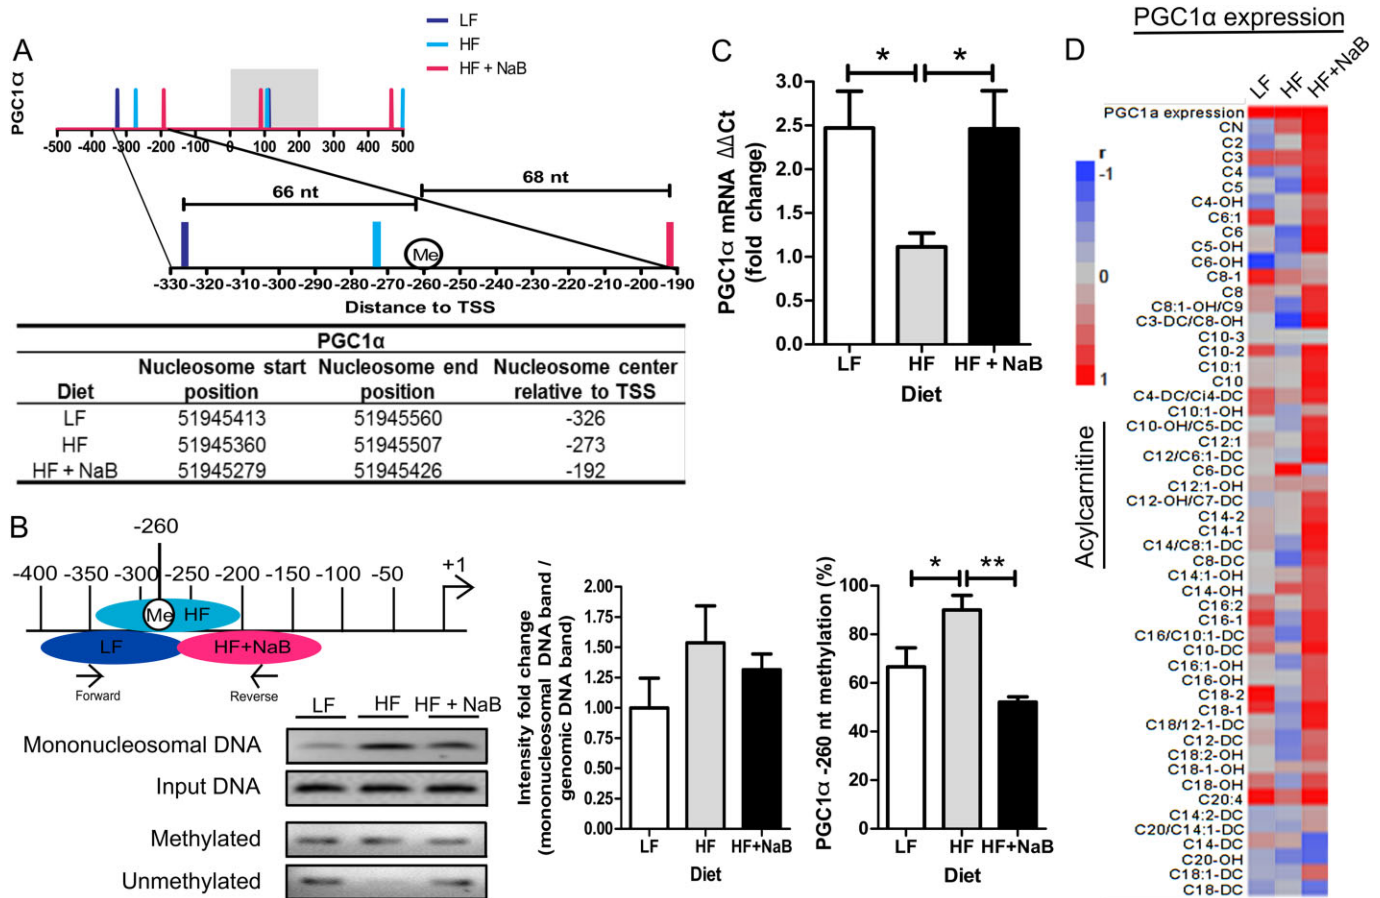 A
LF
HF
HF + NaB
PGC1α
-500 -400 -300 -200 -100 0 100 200 300 400 500
66 nt
68 nt
Me
-330 -320 -310 -300 -290 -280 -270 -260 -250 -240 -230 -220 -210 -200 -190
Distance to TSS
PGC1α
Diet Nucleosome start position Nucleosome end position Nucleosome center relative to TSS
LF 51945413 51945560 -326
HF 51945360 51945507 -273
HF + NaB 51945279 51945426 -192
B
-260
-400 -350 -300 -250 -200 -150 -100 -50 +1
Me HF
LF HF+NaB
Forward Reverse
LF HF HF + NaB
Mononucleosomal DNA
Input DNA
Methylated
Unmethylated
Intensity fold change
(mononucleosomal DNA band /
genomic DNA band)
2.00
1.75
1.50
1.25
1.00
0.75
0.50
0.25
0.00
LF HF HF+NaB
Diet
PGC1α -260 nt methylation (%)
* **
100
80
60
40
20
0
LF HF HF+NaB
Diet
C
* *
PGC1α mRNA ΔΔCt
(fold change)
3.0
2.5
2.0
1.5
1.0
0.5
0.0
LF HF HF + NaB
Diet
D
PGC1α expression
LF HF HF+NaB
r
-1
0
1
Acylcarnitine
PGC1a expression
CN
C2
C3
C4
C5
C4-OH
C6:1
C6
C5-OH
C6-OH
C8-1
C8
C8:1-OH/C9
C3-DC/C8-OH
C10-3
C10-2
C10:1
C10
C4-DC/Ci4-DC
C10:1-OH
C10-OH/C5-DC
C12:1
C12/C6:1-DC
C6-DC
C12:1-OH
C12-OH/C7-DC
C14-2
C14-1
C14/C8:1-DC
C8-DC
C14:1-OH
C14-OH
C16:2
C16-1
C16/C10:1-DC
C10-DC
C16:1-OH
C16-OH
C18-2
C18-1
C18/12-1-DC
C12-DC
C18:2-OH
C18-1-OH
C18-OH
C20:4
C14:2-DC
C20/C14:1-DC
C14-DC
C20-OH
C18:1-DC
C18-DC